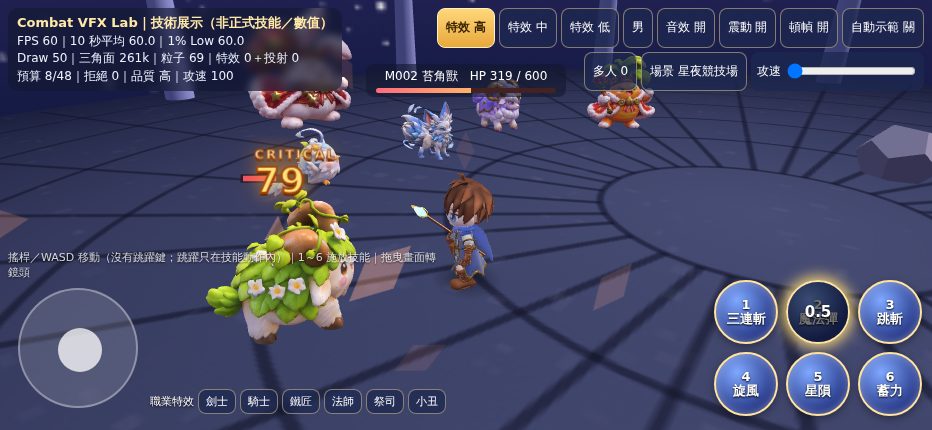 Combat VFX Lab｜技術展示（非正式技能／數值）
FPS 60｜10 秒平均 60.0｜1% Low 60.0
Draw 50｜三角面 261k｜粒子 69｜特效 0＋投射 0
預算 8/48｜拒絕 0｜品質 高｜攻速 100
特效 高
特效 中
特效 低
男
音效 開
震動 開
頓幀 開
自動示範 關
M002 苔角獸 HP 319 / 600
多人 0
場景 星夜競技場
攻速
CRITICAL
79
搖桿／WASD 移動（沒有跳躍鍵；跳躍只在技能動作內）｜1～6 施放技能｜拖曳畫面轉
鏡頭
1
三連斬
2
0.5
魔法彈
3
跳斬
4
旋風
5
星隕
6
蓄力
職業特效
劍士
騎士
鐵匠
法師
祭司
小丑